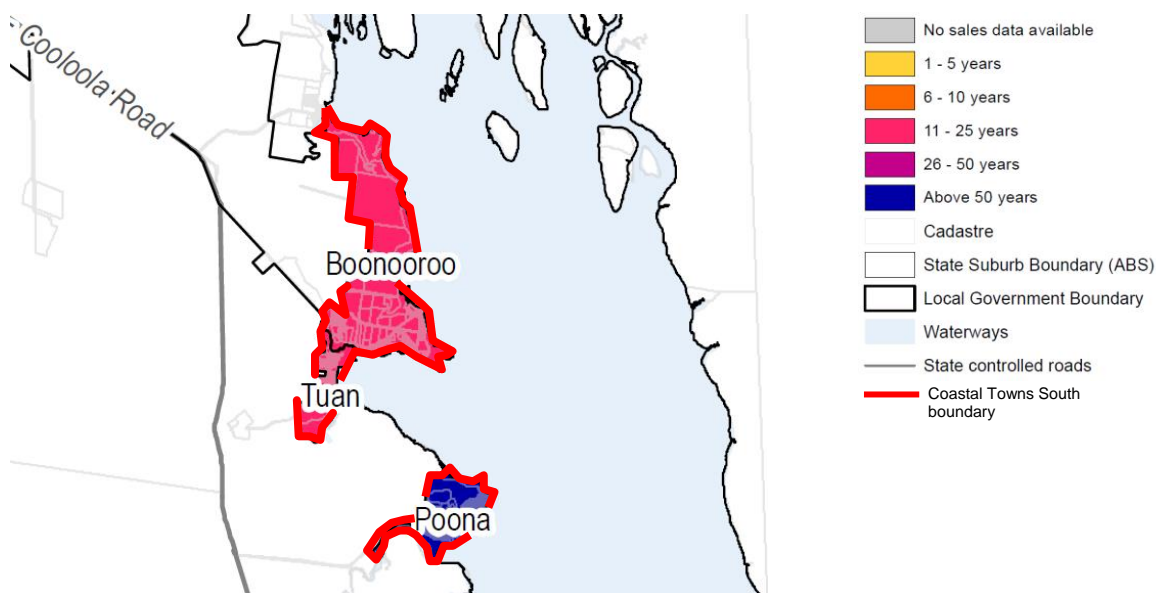 Cooloola Road
Boonooroo
Tuan
Poona
No sales data available
1 - 5 years
6 - 10 years
11 - 25 years
26 - 50 years
Above 50 years
Cadastre
State Suburb Boundary (ABS)
Local Government Boundary
Waterways
State controlled roads
Coastal Towns South
boundary